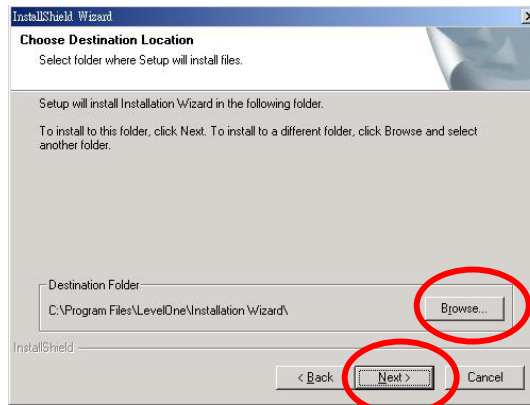 InstallShield Wizard
Choose Destination Location
Select folder where Setup will install files.
Setup will install Installation Wizard in the following folder.
To install to this folder, click Next. To install to a different folder, click Browse and select
another folder.
Destination Folder
C:\Program Files\LevelOne\Installation Wizard\
Browse...
InstallShield
< Back
Next >
Cancel